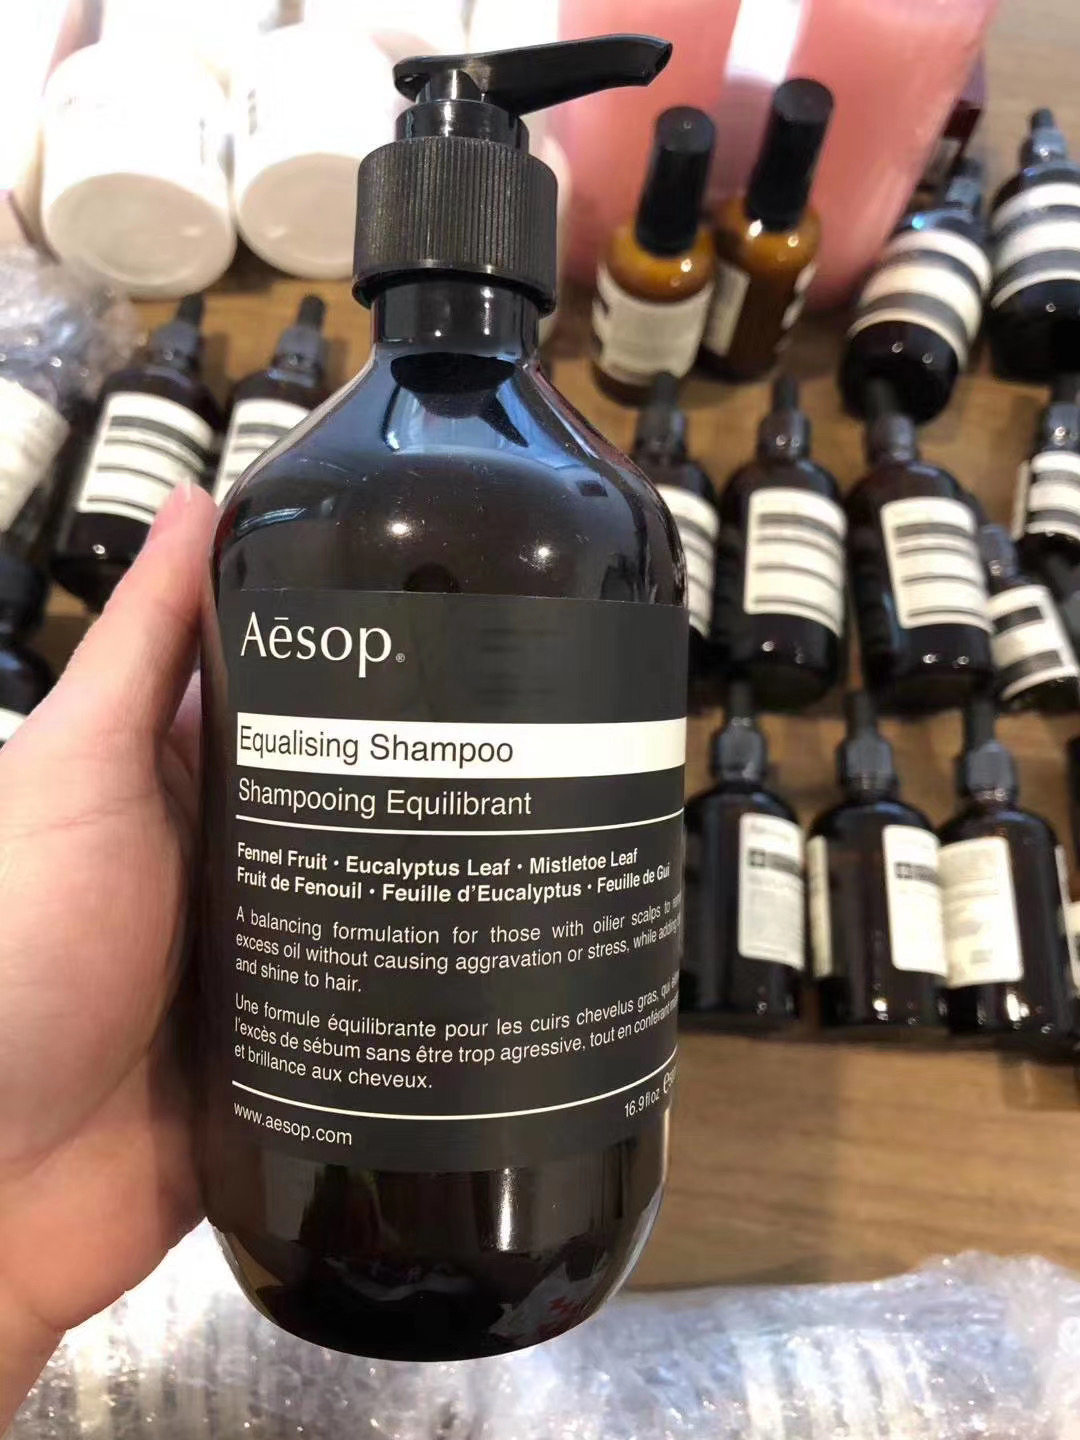 Aēsop®
Equalising Shampoo
Shampooing Equilibrant
Fennel Fruit · Eucalyptus Leaf · Mistletoe Leaf
Fruit de Fenouil · Feuille d'Eucalyptus · Feuille de Gui
A balancing formulation for those with oilier scalps to
excess oil without causing aggravation or stress, while adding
and shine to hair.
Une formule équilibrante pour les cuirs chevelus gras, qui
l'excès de sébum sans être trop agressive, tout en conférant
et brillance aux cheveux.
16.9 fl oz
www.aesop.com